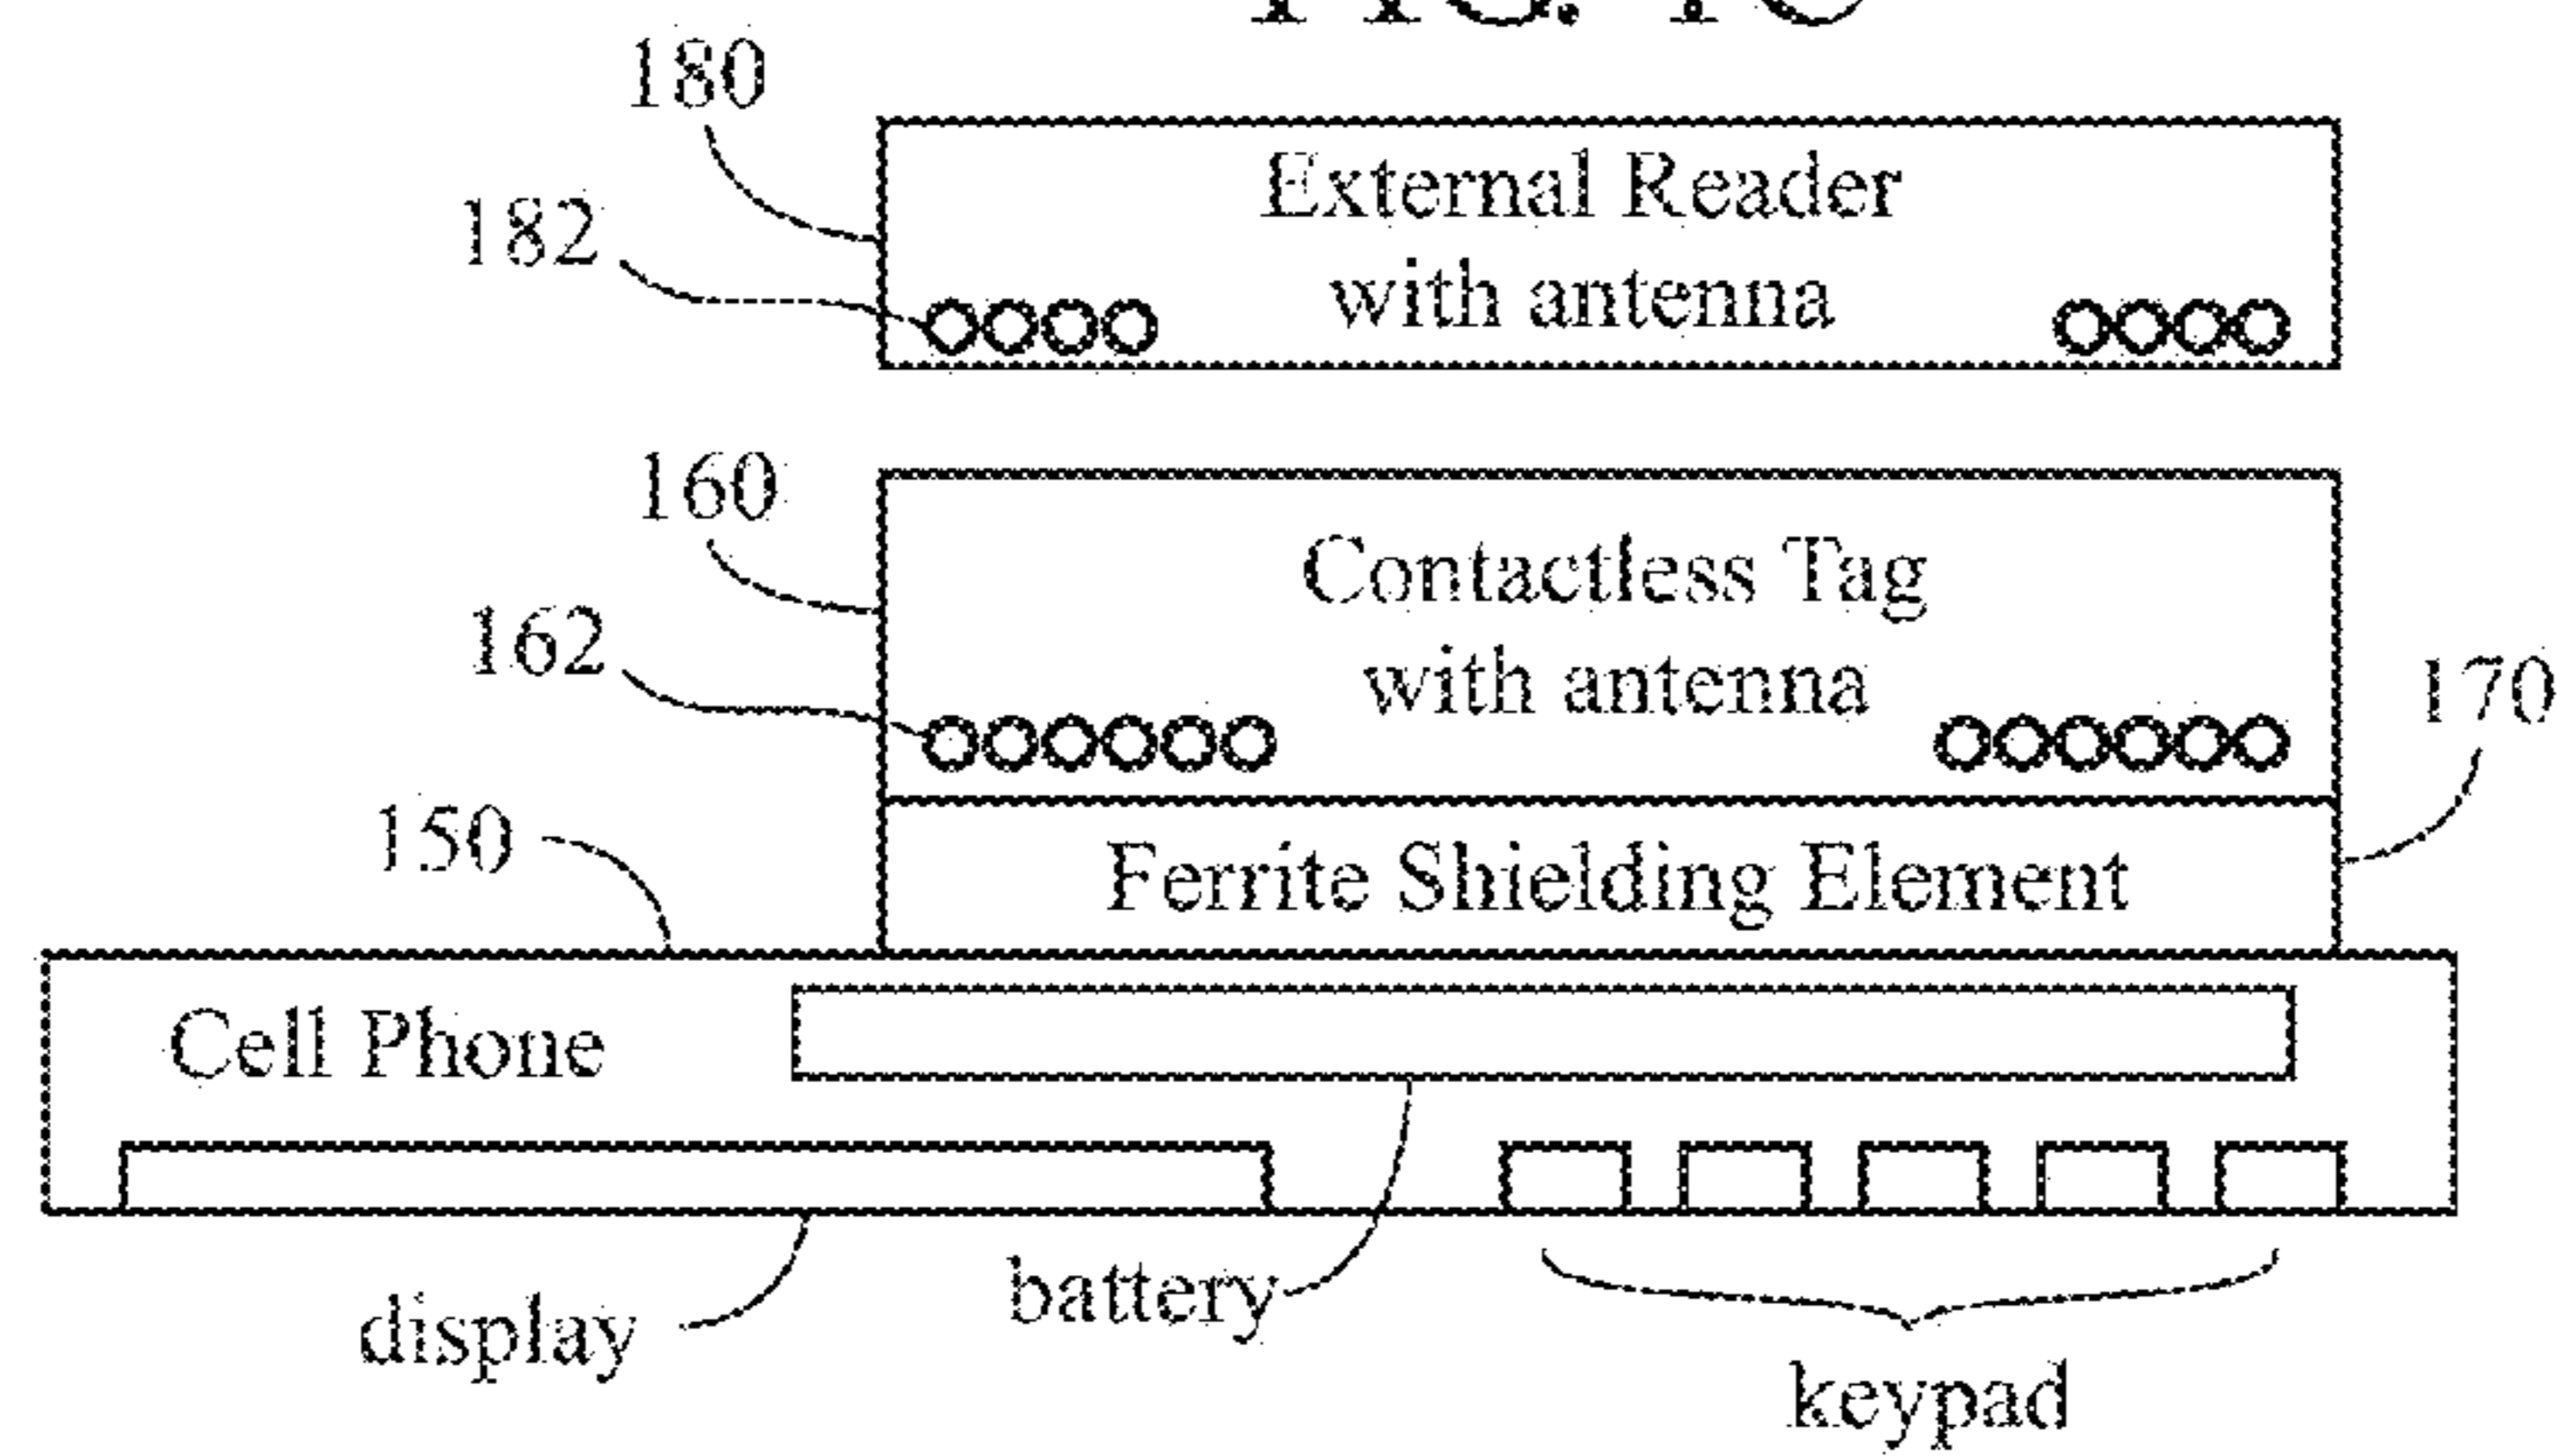 180
External Reader
182
with antenna
160
Contactless Tag
162
with antenna
170
150
Ferrite Shielding Element
Cell Phone
battery
display
keypad